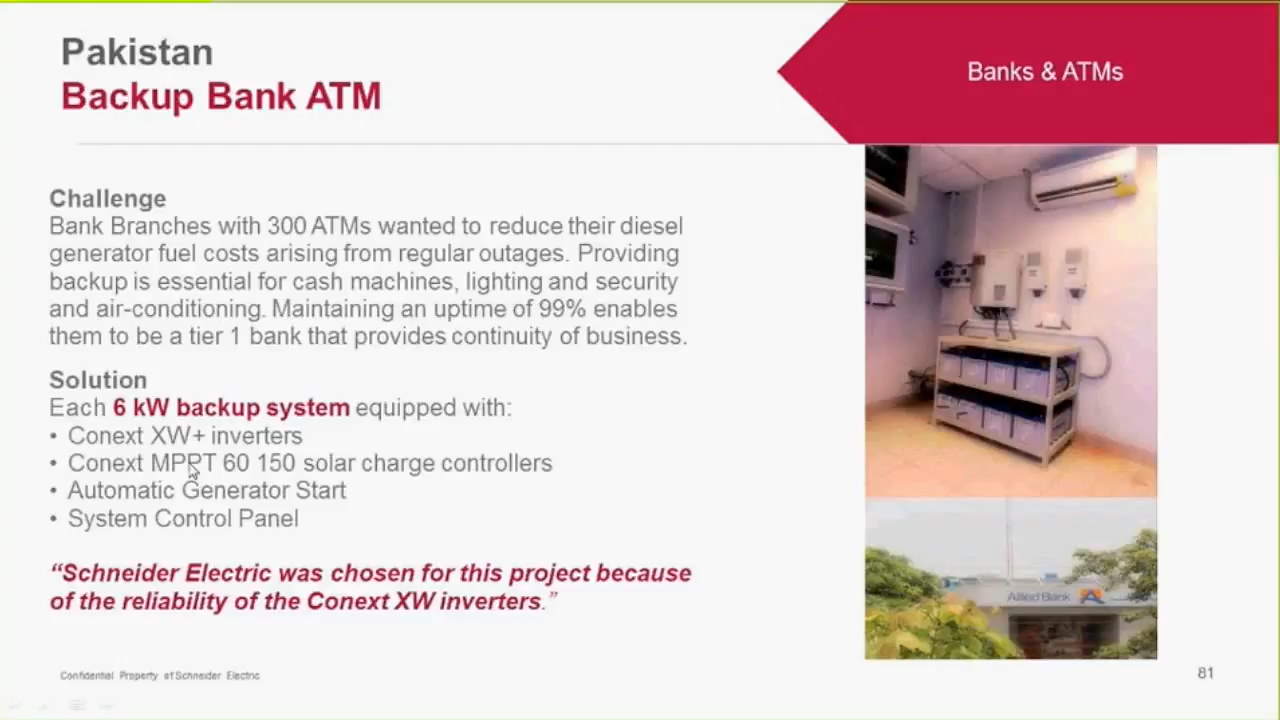 Pakistan
Backup Bank ATM
Banks & ATMs
Challenge
Bank Branches with 300 ATMs wanted to reduce their diesel
generator fuel costs arising from regular outages. Providing
backup is essential for cash machines, lighting and security
and air-conditioning. Maintaining an uptime of 99% enables
them to be a tier 1 bank that provides continuity of business.
Solution
Each 6 kW backup system equipped with:
• Conext XW+ inverters
• Conext MPPT 60 150 solar charge controllers
• Automatic Generator Start
• System Control Panel
“Schneider Electric was chosen for this project because
of the reliability of the Conext XW inverters.”
Allied Bank
Confidential Property of Schneider Electric
81